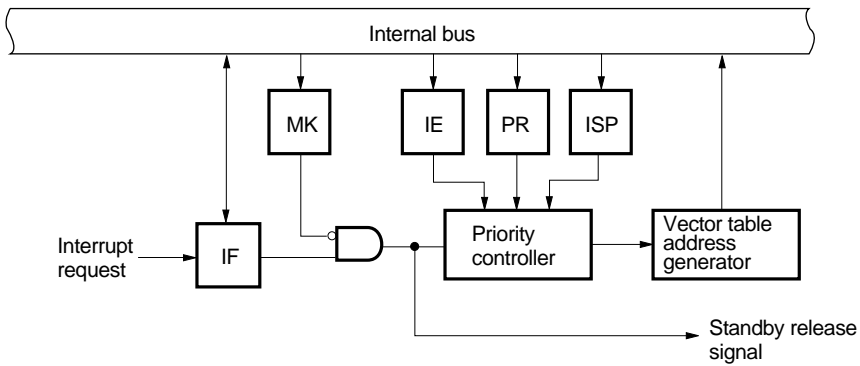 Internal bus
MK
IE
PR
ISP
Interrupt
request
IF
Priority
controller
Vector table
address
generator
Standby release
signal